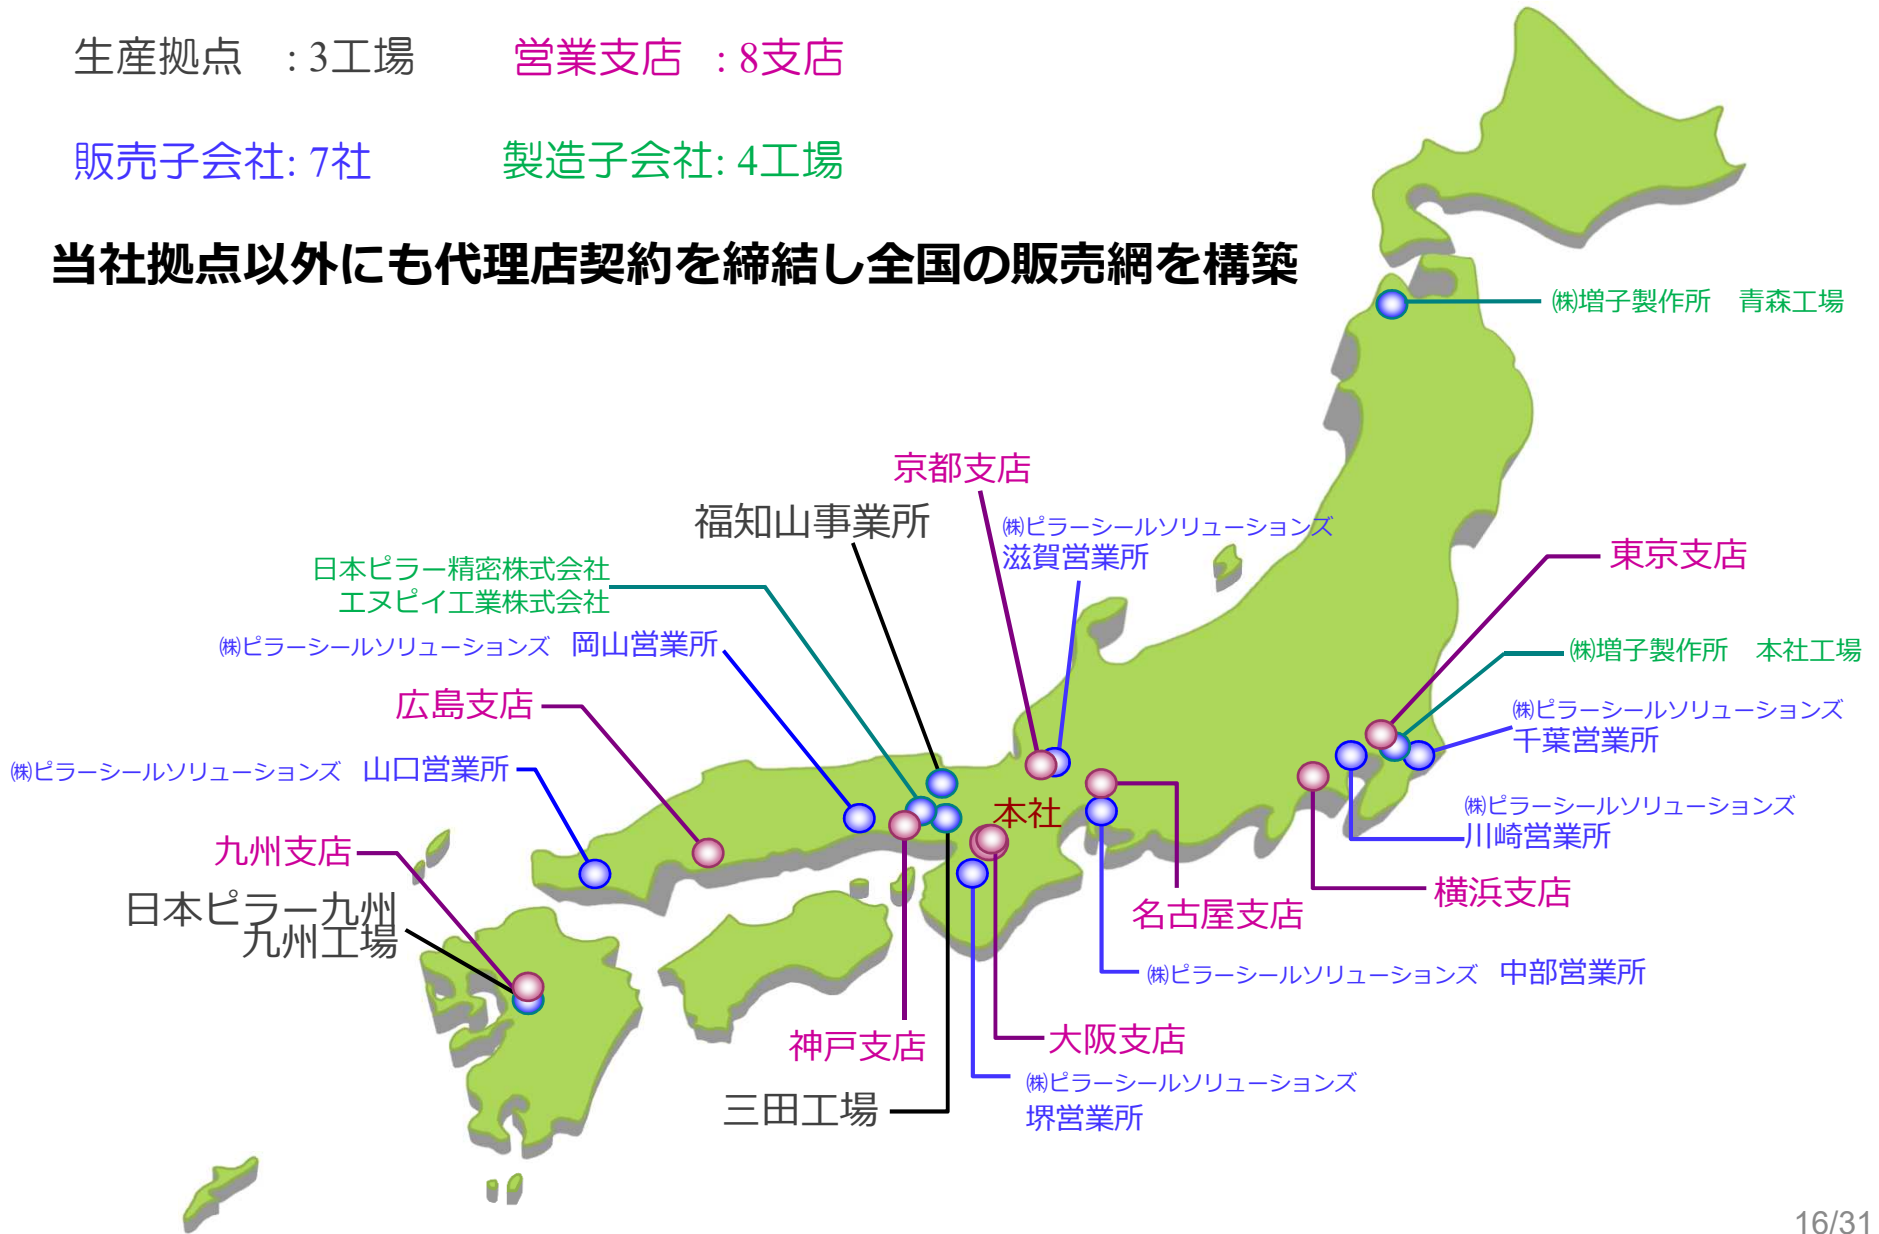 生産拠点　: 3工場　営業支店　: 8支店
販売子会社: 7社　製造子会社: 4工場
当社拠点以外にも代理店契約を締結し全国の販売網を構築
㈱増子製作所　青森工場
京都支店
福知山事業所
㈱ピラーシールソリューションズ
滋賀営業所
東京支店
日本ピラー精密株式会社
エヌピイ工業株式会社
㈱ピラーシールソリューションズ　岡山営業所
㈱増子製作所　本社工場
広島支店
㈱ピラーシールソリューションズ
千葉営業所
㈱ピラーシールソリューションズ　山口営業所
本社
㈱ピラーシールソリューションズ
川崎営業所
九州支店
横浜支店
日本ピラー九州
九州工場
名古屋支店
㈱ピラーシールソリューションズ　中部営業所
神戸支店
大阪支店
㈱ピラーシールソリューションズ
堺営業所
三田工場
16/31